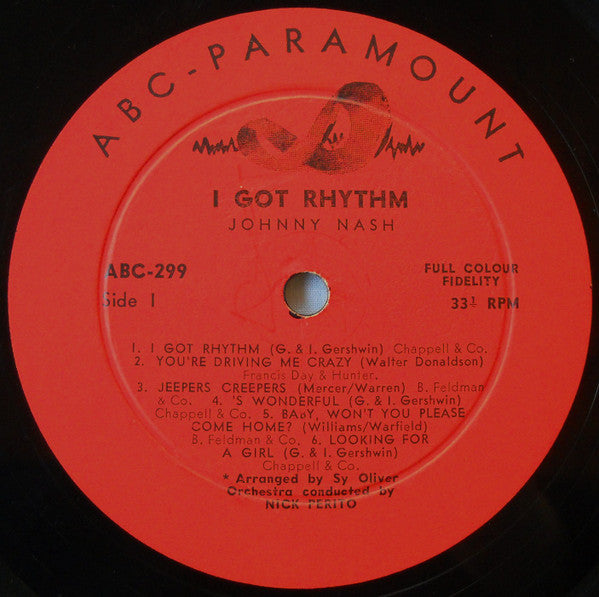 ABC-PARAMOUNT
I GOT RHYTHM
JOHNNY NASH
ABC-299
Side 1
FULL COLOUR
FIDELITY
33⅓ RPM
1. I GOT RHYTHM (G. & I. Gershwin) Chappell & Co.
2. YOU'RE DRIVING ME CRAZY (Walter Donaldson)
Francis Day & Hunter.
3. JEEPERS CREEPERS (Mercer/Warren) B. Feldman
& Co. 4. 'S WONDERFUL (G. & I. Gershwin)
Chappell & Co. 5. BABY, WON'T YOU PLEASE
COME HOME? (Williams/Warfield)
B. Feldman & Co. 6. LOOKING FOR
A GIRL (G. & I. Gershwin)
Chappell & Co.
* Arranged by Sy Oliver
Orchestra conducted by
NICK PERITO